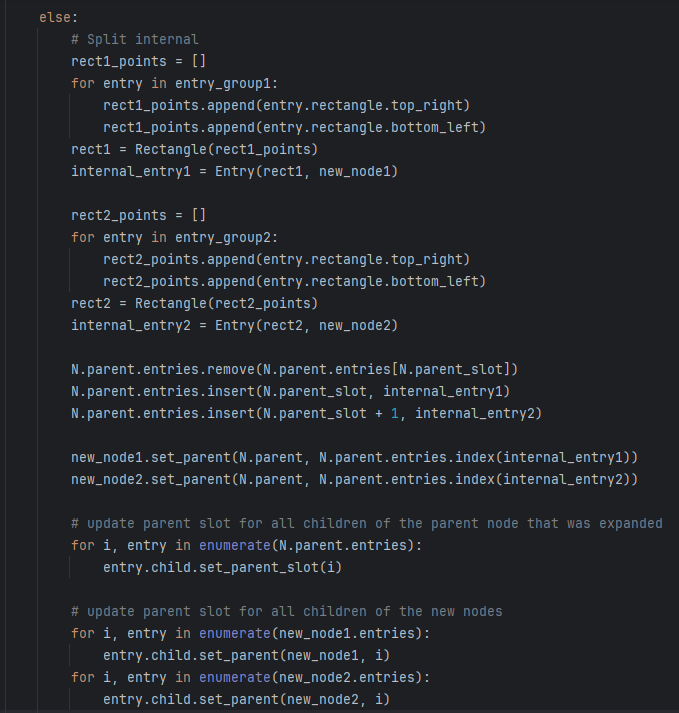 else:
    # Split internal
    rect1_points = []
    for entry in entry_group1:
        rect1_points.append(entry.rectangle.top_right)
        rect1_points.append(entry.rectangle.bottom_left)
    rect1 = Rectangle(rect1_points)
    internal_entry1 = Entry(rect1, new_node1)

    rect2_points = []
    for entry in entry_group2:
        rect2_points.append(entry.rectangle.top_right)
        rect2_points.append(entry.rectangle.bottom_left)
    rect2 = Rectangle(rect2_points)
    internal_entry2 = Entry(rect2, new_node2)

    N.parent.entries.remove(N.parent.entries[N.parent_slot])
    N.parent.entries.insert(N.parent_slot, internal_entry1)
    N.parent.entries.insert(N.parent_slot + 1, internal_entry2)

    new_node1.set_parent(N.parent, N.parent.entries.index(internal_entry1))
    new_node2.set_parent(N.parent, N.parent.entries.index(internal_entry2))

    # update parent slot for all children of the parent node that was expanded
    for i, entry in enumerate(N.parent.entries):
        entry.child.set_parent_slot(i)

    # update parent slot for all children of the new nodes
    for i, entry in enumerate(new_node1.entries):
        entry.child.set_parent(new_node1, i)
    for i, entry in enumerate(new_node2.entries):
        entry.child.set_parent(new_node2, i)